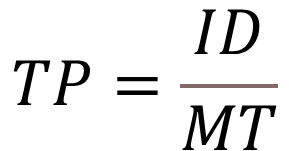 TP = ID / MT